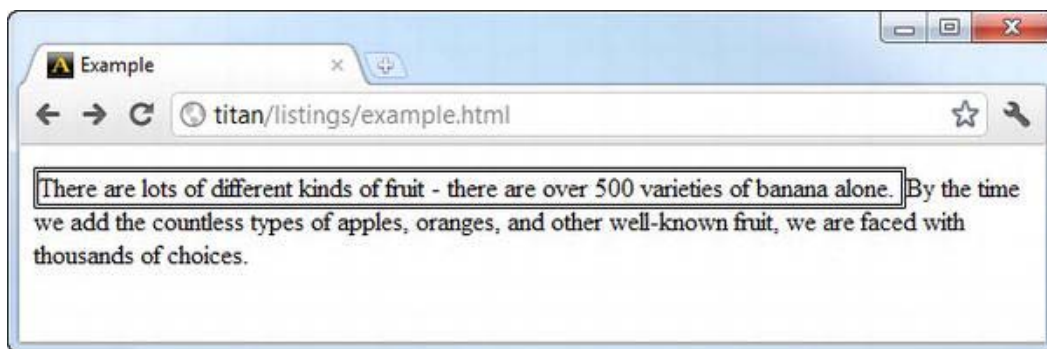 Example
titan/listings/example.html
There are lots of different kinds of fruit - there are over 500 varieties of banana alone. By the time
we add the countless types of apples, oranges, and other well-known fruit, we are faced with
thousands of choices.